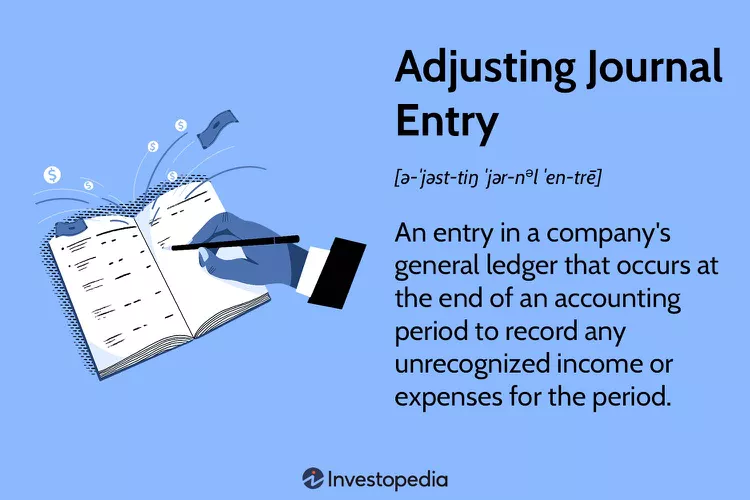 Adjusting Journal
Entry
[ə-ˈjəst-tiŋ ˈjər-nᵊl ˈen-trē]
An entry in a company's
general ledger that occurs at
the end of an accounting
period to record any
unrecognized income or
expenses for the period.
Investopedia